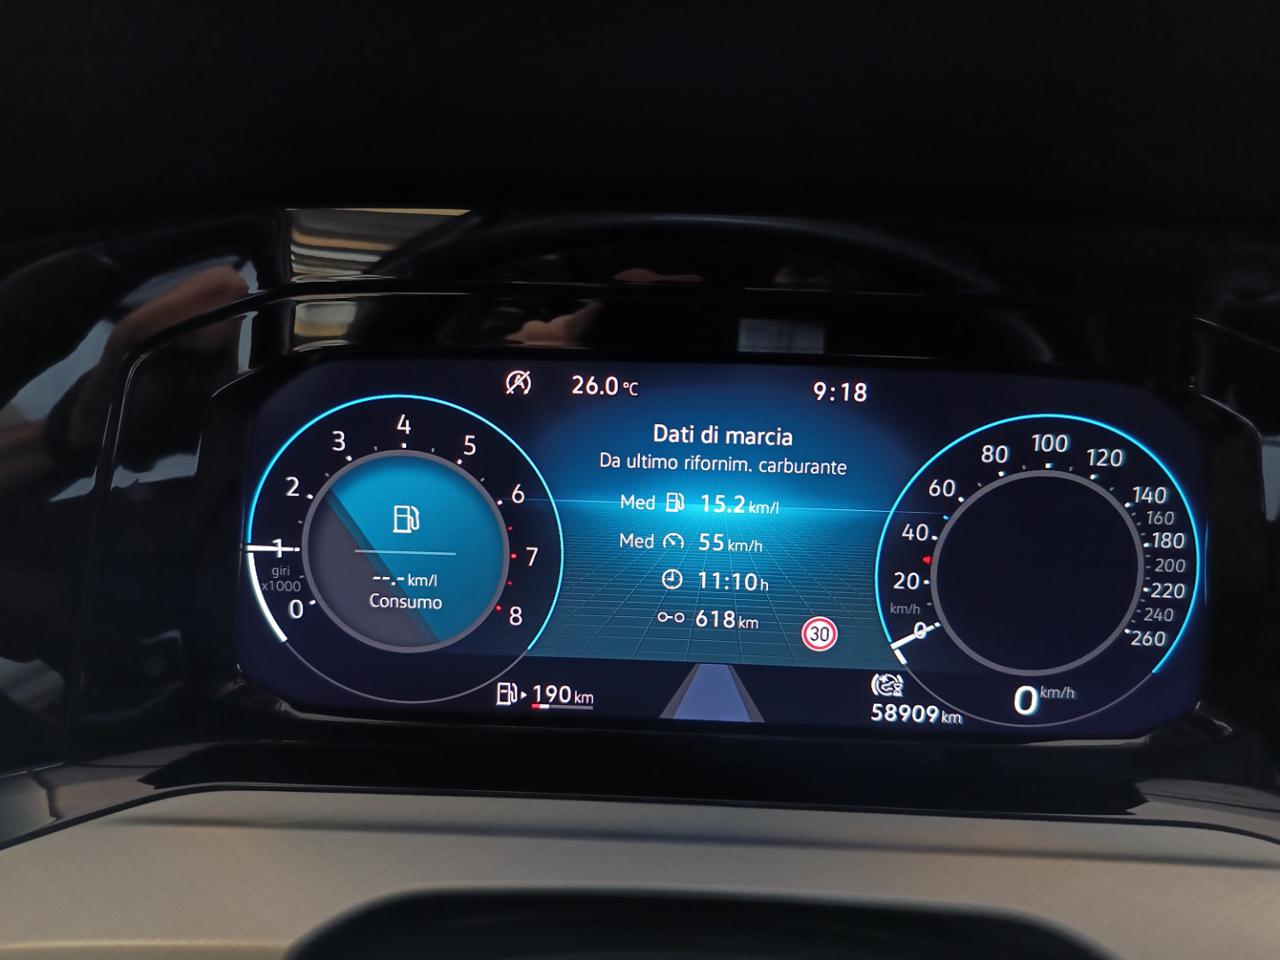 26.0 °C
9:18
Dati di marcia
Da ultimo rifornim. carburante
Med 15.2 km/l
Med 55 km/h
11:10 h
618 km
30
0
1
2
3
4
5
6
7
8
giri
x1000
--.- km/l
Consumo
0
20
40
60
80
100
120
140
160
180
200
220
240
260
km/h
0 km/h
190 km
58909 km